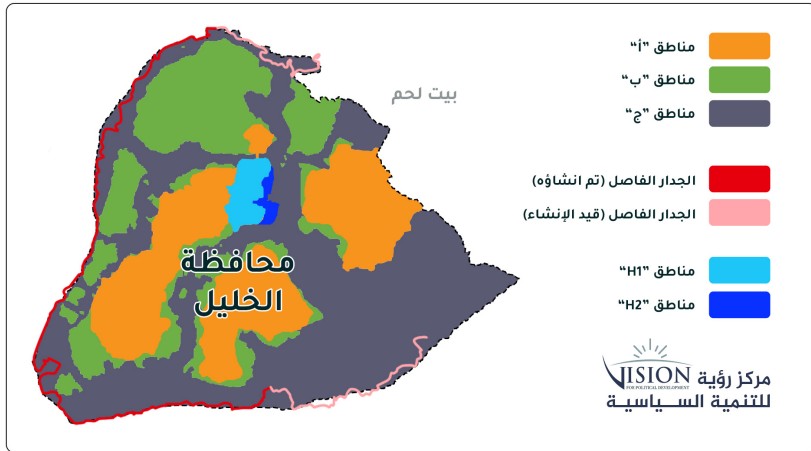 مناطق "أ"
مناطق "ب"
مناطق "ج"
بيت لحم
الجدار الفاصل (تم انشاؤه)
الجدار الفاصل (قيد الإنشاء)
مناطق "H1"
مناطق "H2"
محافظة
الخليل
مركز رؤية
للتنمية السياسية
VISION
FOR POLITICAL DEVELOPMENT